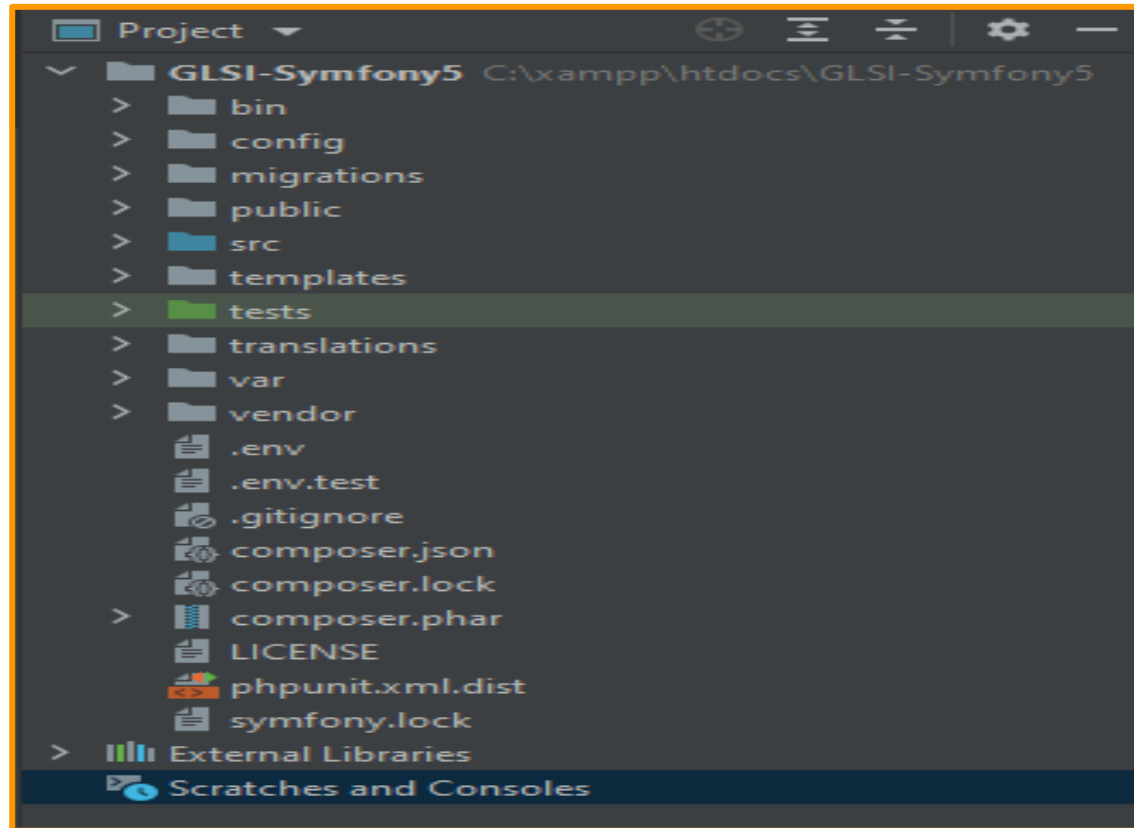 Project
GLSI-Symfony5 C:\xampp\htdocs\GLSI-Symfony5
bin
config
migrations
public
src
templates
tests
translations
var
vendor
.env
.env.test
.gitignore
composer.json
composer.lock
composer.phar
LICENSE
phpunit.xml.dist
symfony.lock
External Libraries
Scratches and Consoles